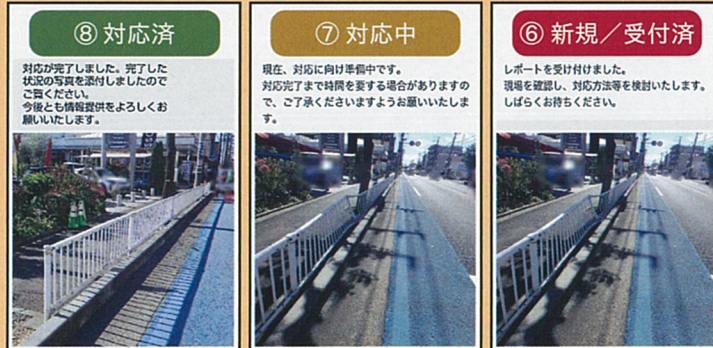 ⑧ 対応済
対応が完了しました。完了した
状況の写真を添付しましたので
ご覧ください。
今後とも情報提供をよろしくお
願いいたします。
⑦ 対応中
現在、対応に向け準備中です。
対応完了まで時間を要する場合がありますの
で、ご了承くださいますようお願いいたしま
す。
⑥ 新規／受付済
レポートを受け付けました。
現場を確認し、対応方法等を検討いたします。
しばらくお待ちください。